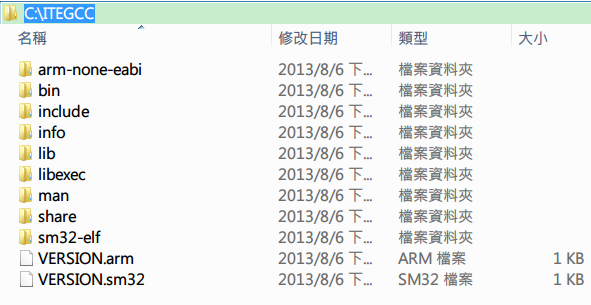 C:\ITEGCC
名稱 修改日期 類型 大小
arm-none-eabi 2013/8/6 下... 檔案資料夾
bin 2013/8/6 下... 檔案資料夾
include 2013/8/6 下... 檔案資料夾
info 2013/8/6 下... 檔案資料夾
lib 2013/8/6 下... 檔案資料夾
libexec 2013/8/6 下... 檔案資料夾
man 2013/8/6 下... 檔案資料夾
share 2013/8/6 下... 檔案資料夾
sm32-elf 2013/8/6 下... 檔案資料夾
VERSION.arm 2013/8/6 下... ARM 檔案 1 KB
VERSION.sm32 2013/8/6 下... SM32 檔案 1 KB